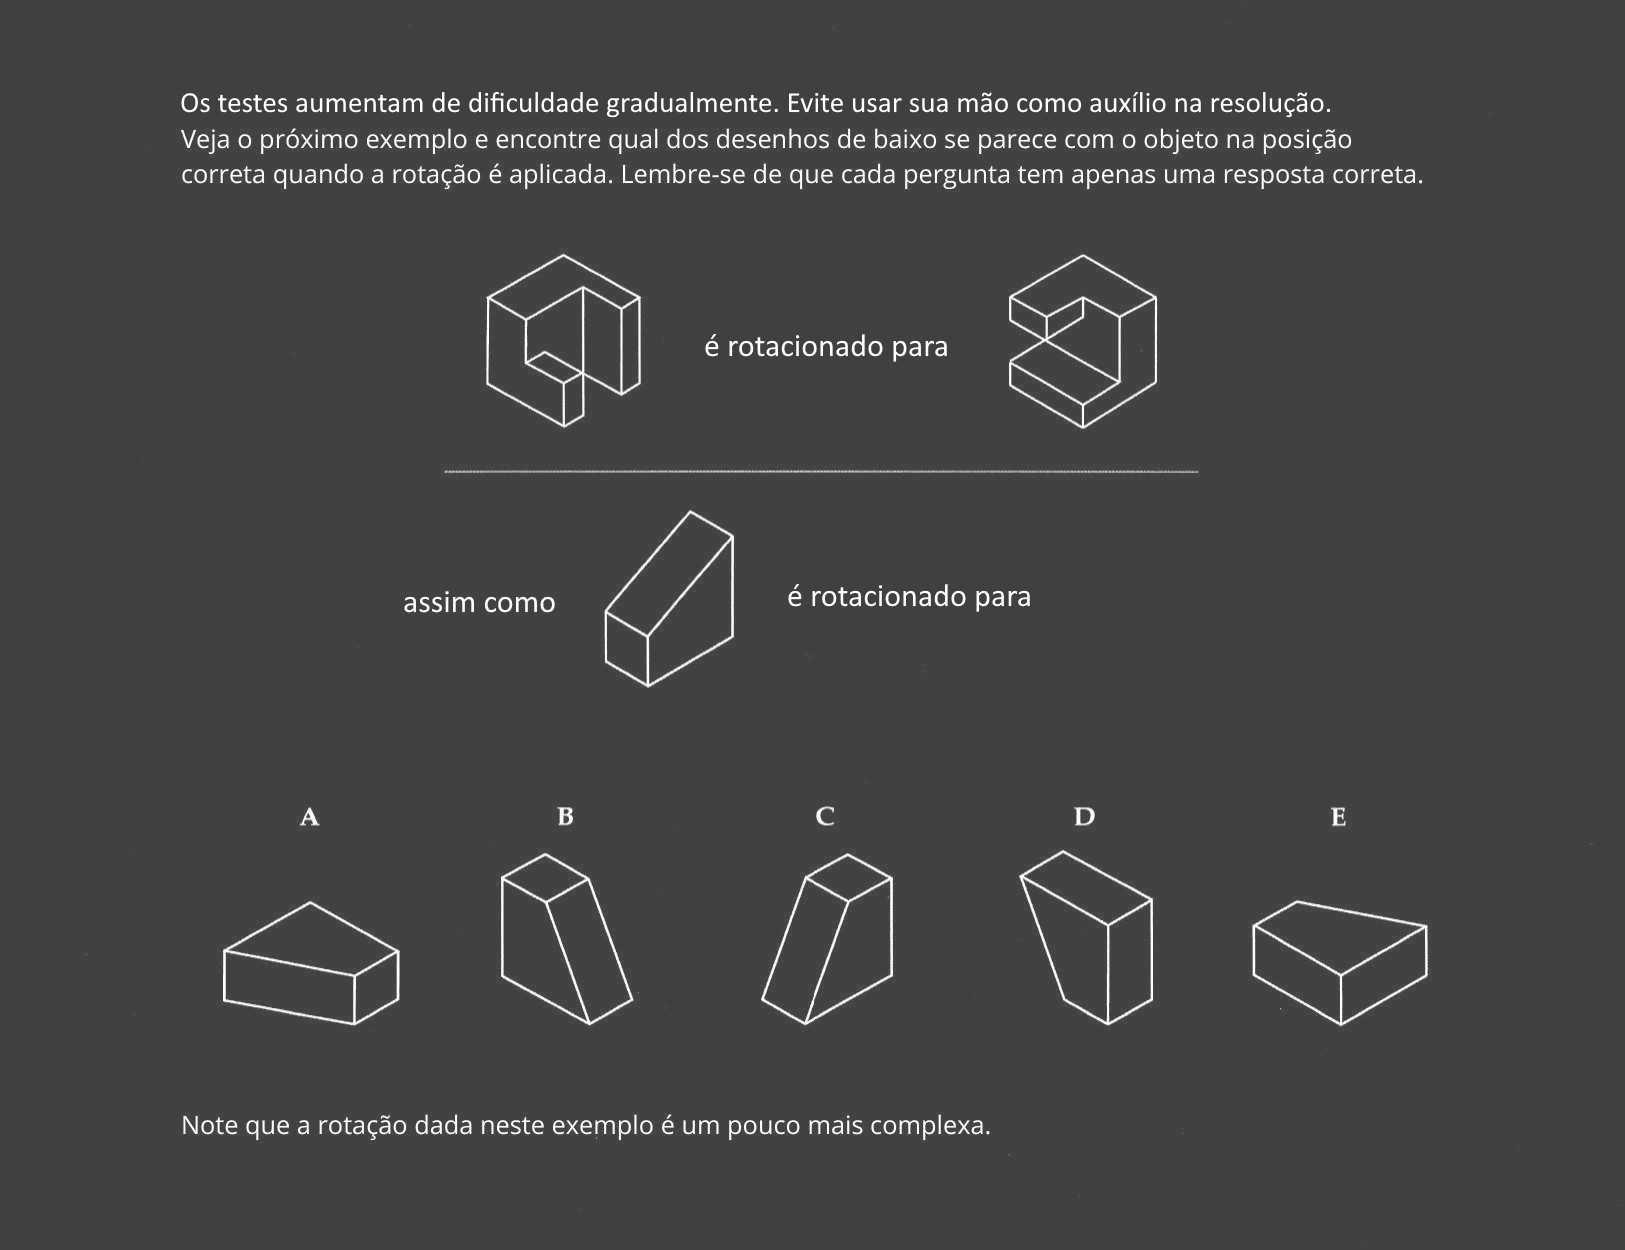 Os testes aumentam de dificuldade gradualmente. Evite usar sua mão como auxílio na resolução.
Veja o próximo exemplo e encontre qual dos desenhos de baixo se parece com o objeto na posição
correta quando a rotação é aplicada. Lembre-se de que cada pergunta tem apenas uma resposta correta.
é rotacionado para
assim como é rotacionado para
A B C D E
Note que a rotação dada neste exemplo é um pouco mais complexa.